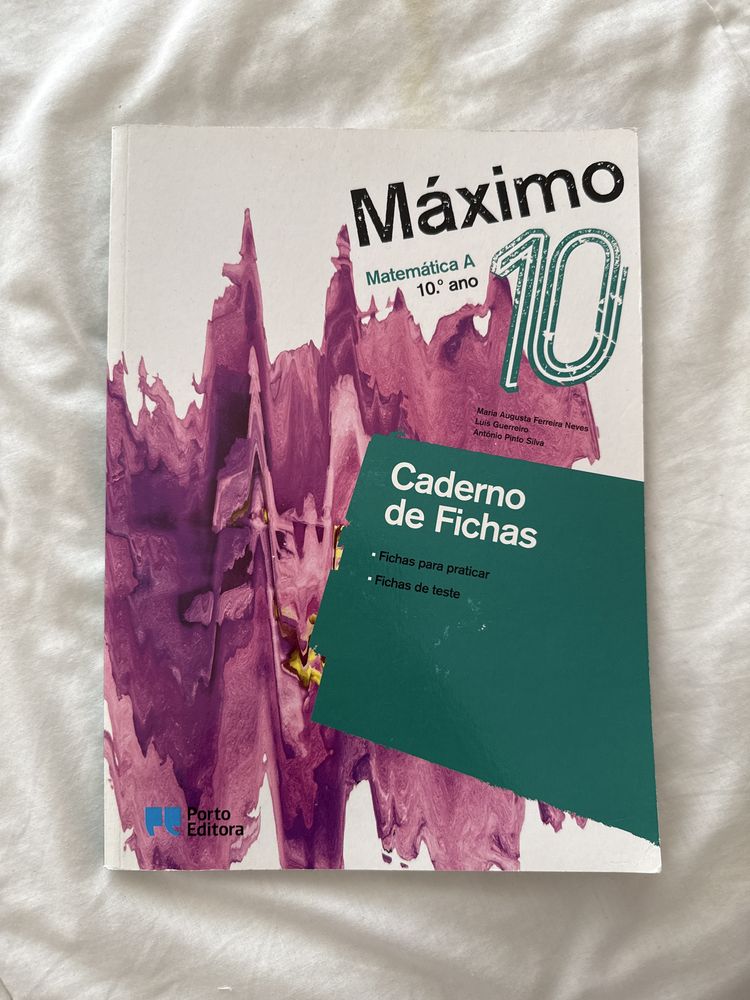 Máximo
10
Matemática A
10.º ano
Maria Augusta Ferreira Neves
Luís Guerreiro
António Pinto Silva
Caderno
de Fichas
▪ Fichas para praticar
▪ Fichas de teste
Porto
Editora